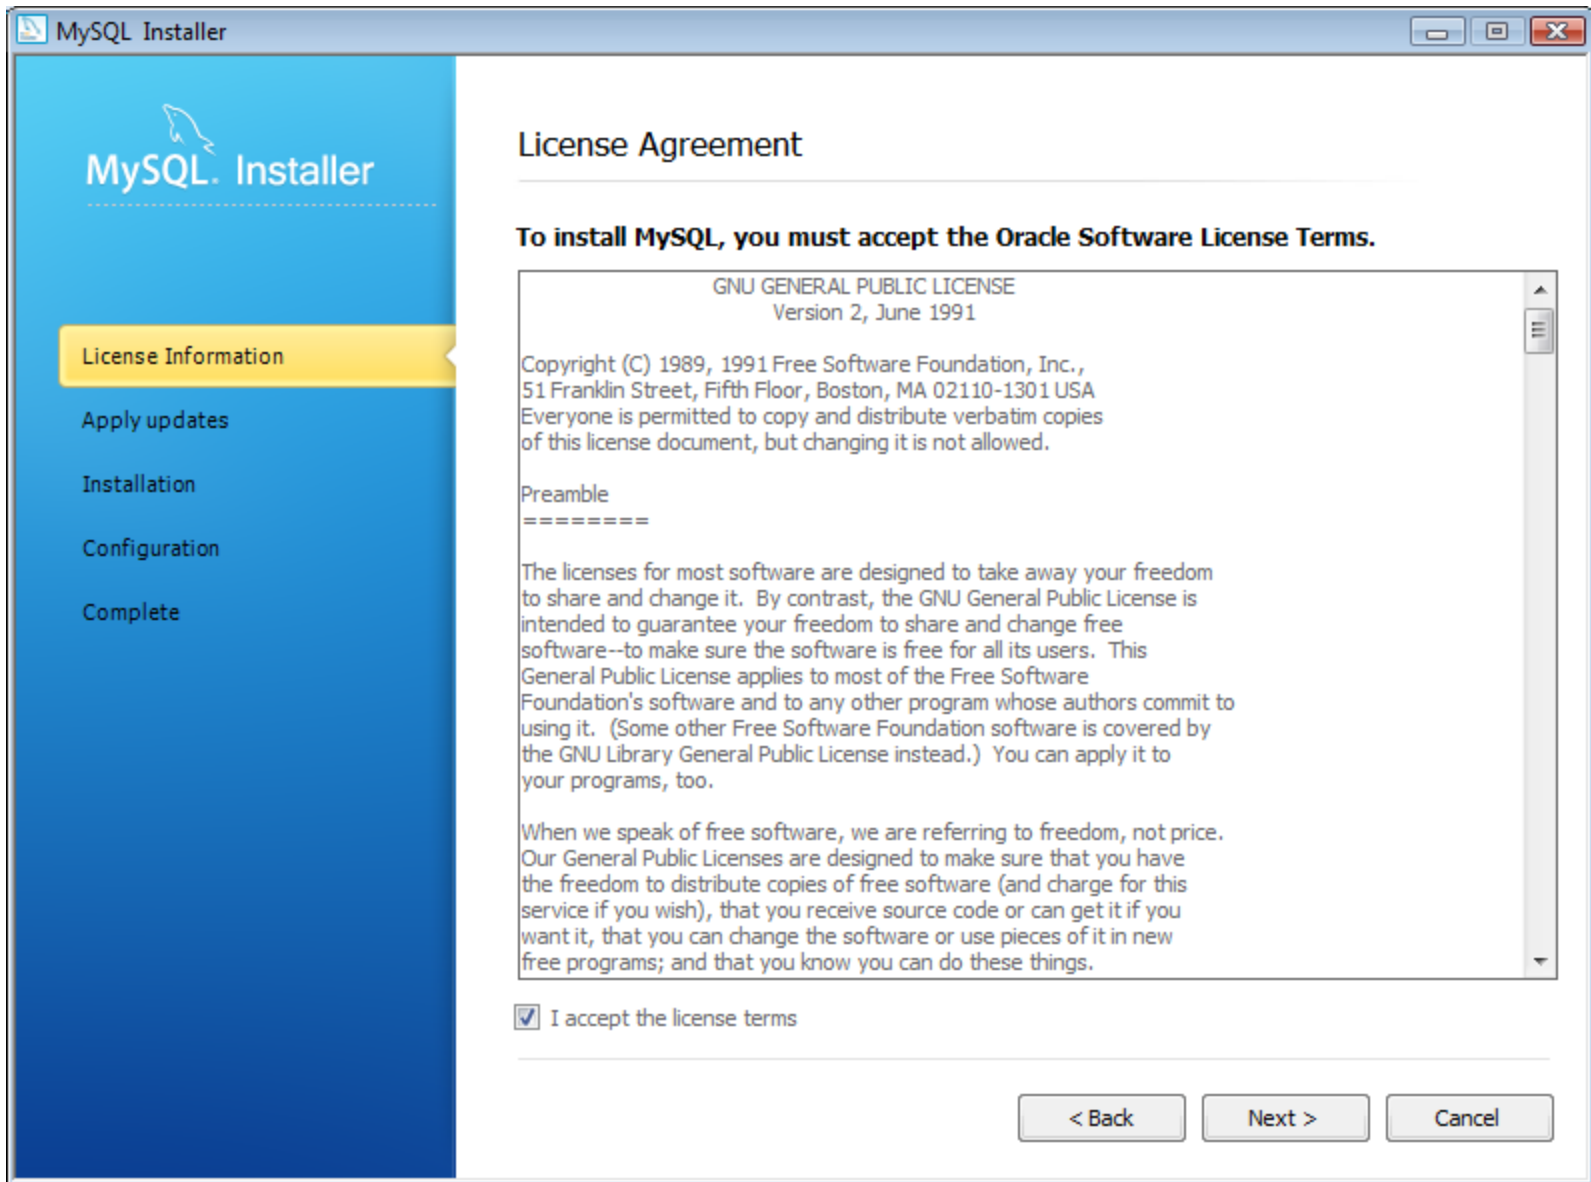 MySQL Installer
MySQL. Installer
License Information
Apply updates
Installation
Configuration
Complete
License Agreement
To install MySQL, you must accept the Oracle Software License Terms.
GNU GENERAL PUBLIC LICENSE
Version 2, June 1991
Copyright (C) 1989, 1991 Free Software Foundation, Inc.,
51 Franklin Street, Fifth Floor, Boston, MA 02110-1301 USA
Everyone is permitted to copy and distribute verbatim copies
of this license document, but changing it is not allowed.
Preamble
========
The licenses for most software are designed to take away your freedom
to share and change it.  By contrast, the GNU General Public License is
intended to guarantee your freedom to share and change free
software--to make sure the software is free for all its users.  This
General Public License applies to most of the Free Software
Foundation's software and to any other program whose authors commit to
using it.  (Some other Free Software Foundation software is covered by
the GNU Library General Public License instead.)  You can apply it to
your programs, too.
When we speak of free software, we are referring to freedom, not price.
Our General Public Licenses are designed to make sure that you have
the freedom to distribute copies of free software (and charge for this
service if you wish), that you receive source code or can get it if you
want it, that you can change the software or use pieces of it in new
free programs; and that you know you can do these things.
I accept the license terms
< Back
Next >
Cancel